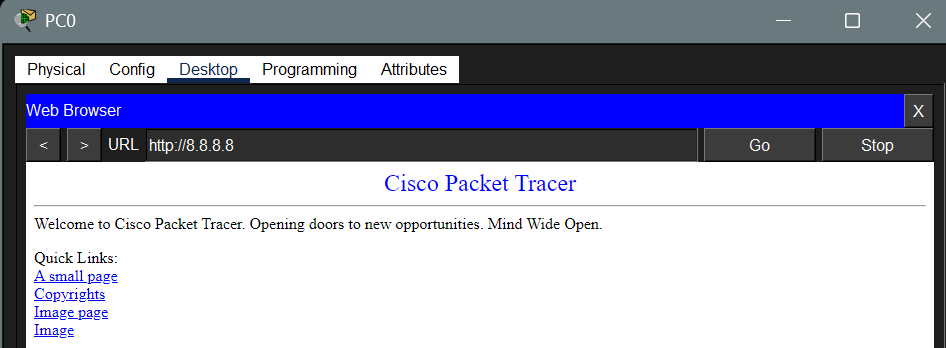 PC0
Physical Config Desktop Programming Attributes
Web Browser X
< > URL http://8.8.8.8 Go Stop
Cisco Packet Tracer
Welcome to Cisco Packet Tracer. Opening doors to new opportunities. Mind Wide Open.
Quick Links:
A small page
Copyrights
Image page
Image